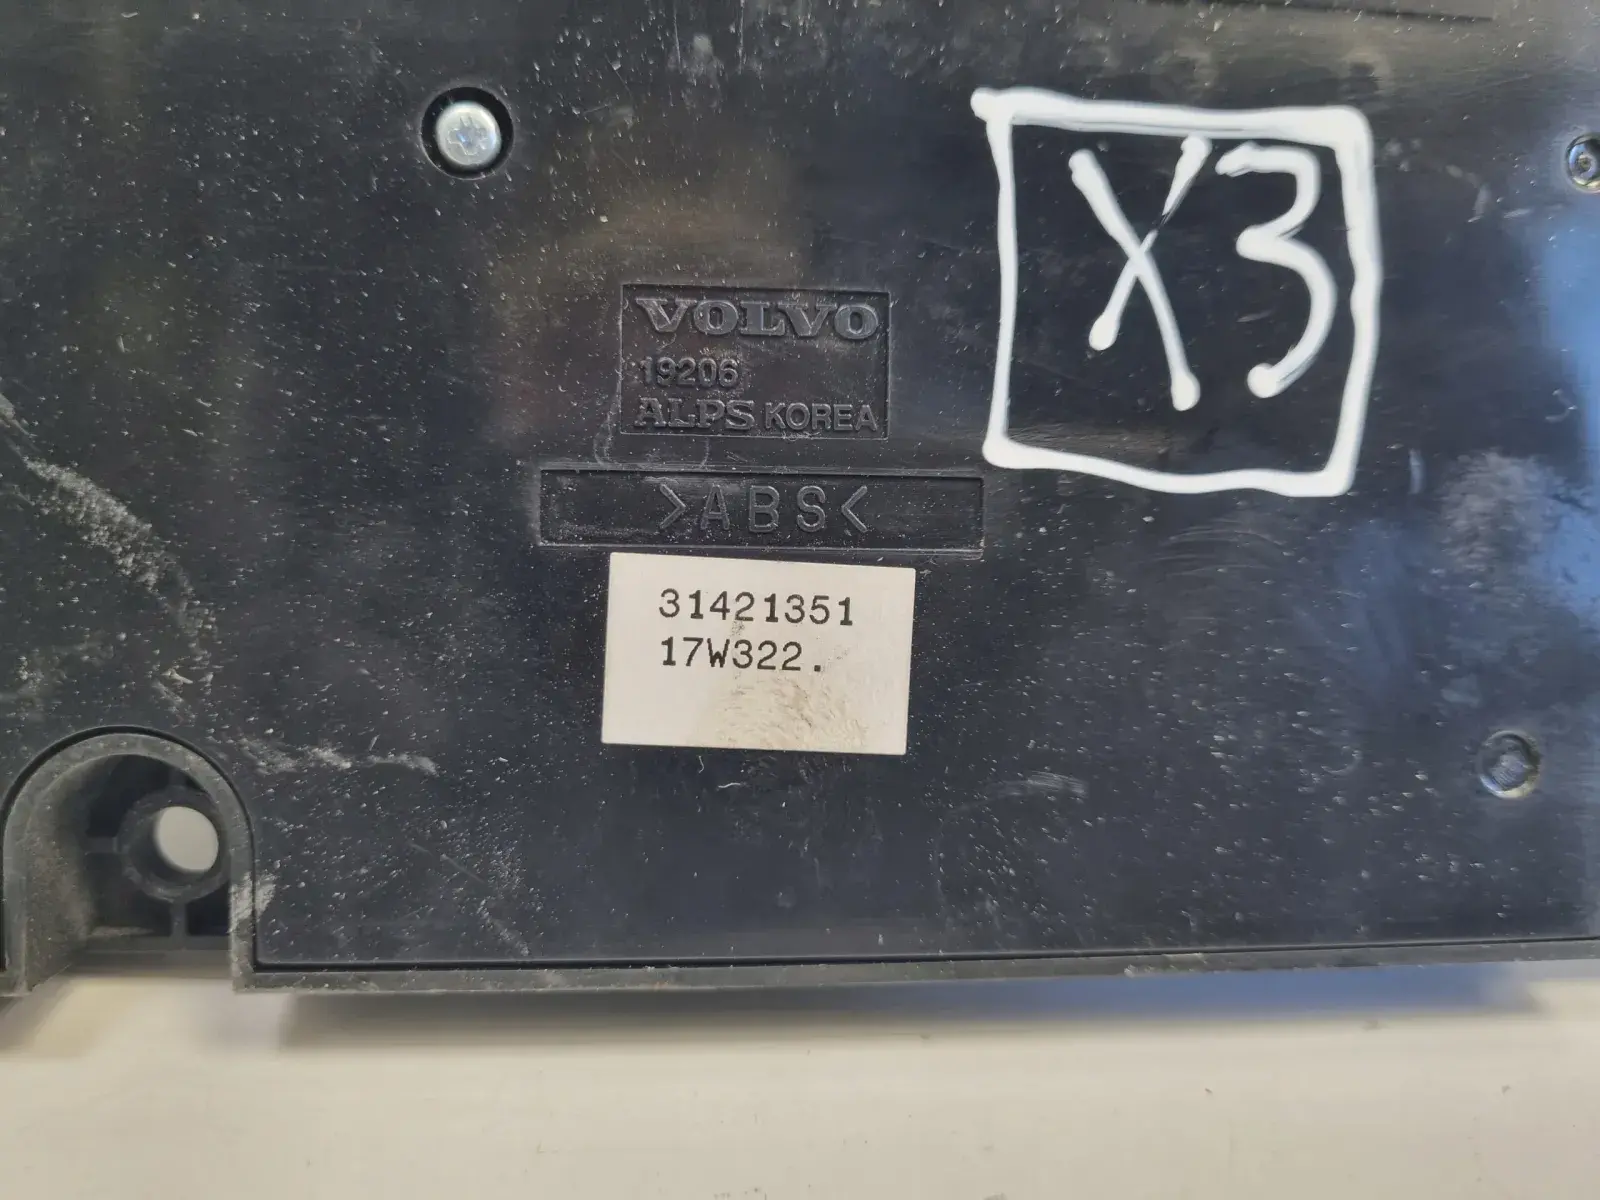 X3
VOLVO
19206
ALPS KOREA
>ABS<
31421351
17W322.